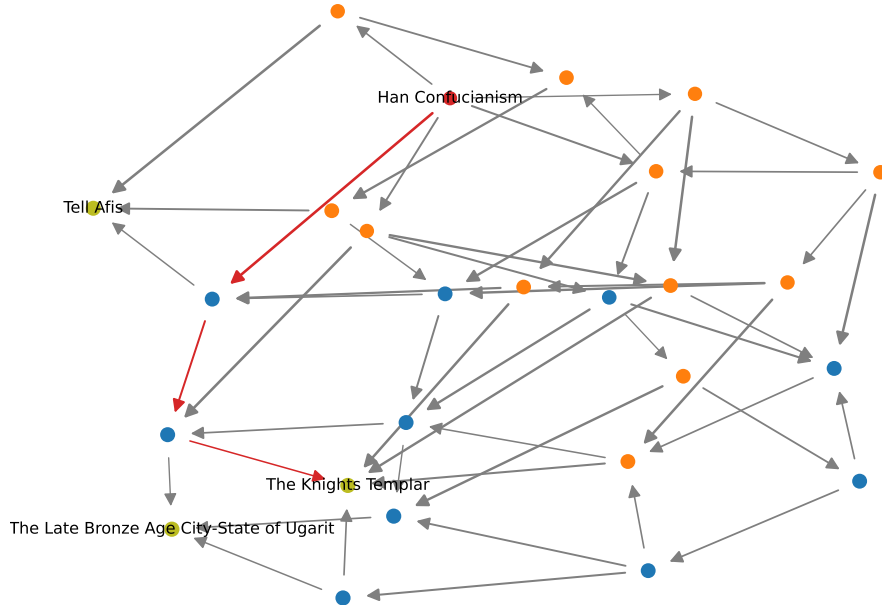 Han Confucianism
Tell Afis
The Knights Templar
The Late Bronze Age City-State of Ugarit